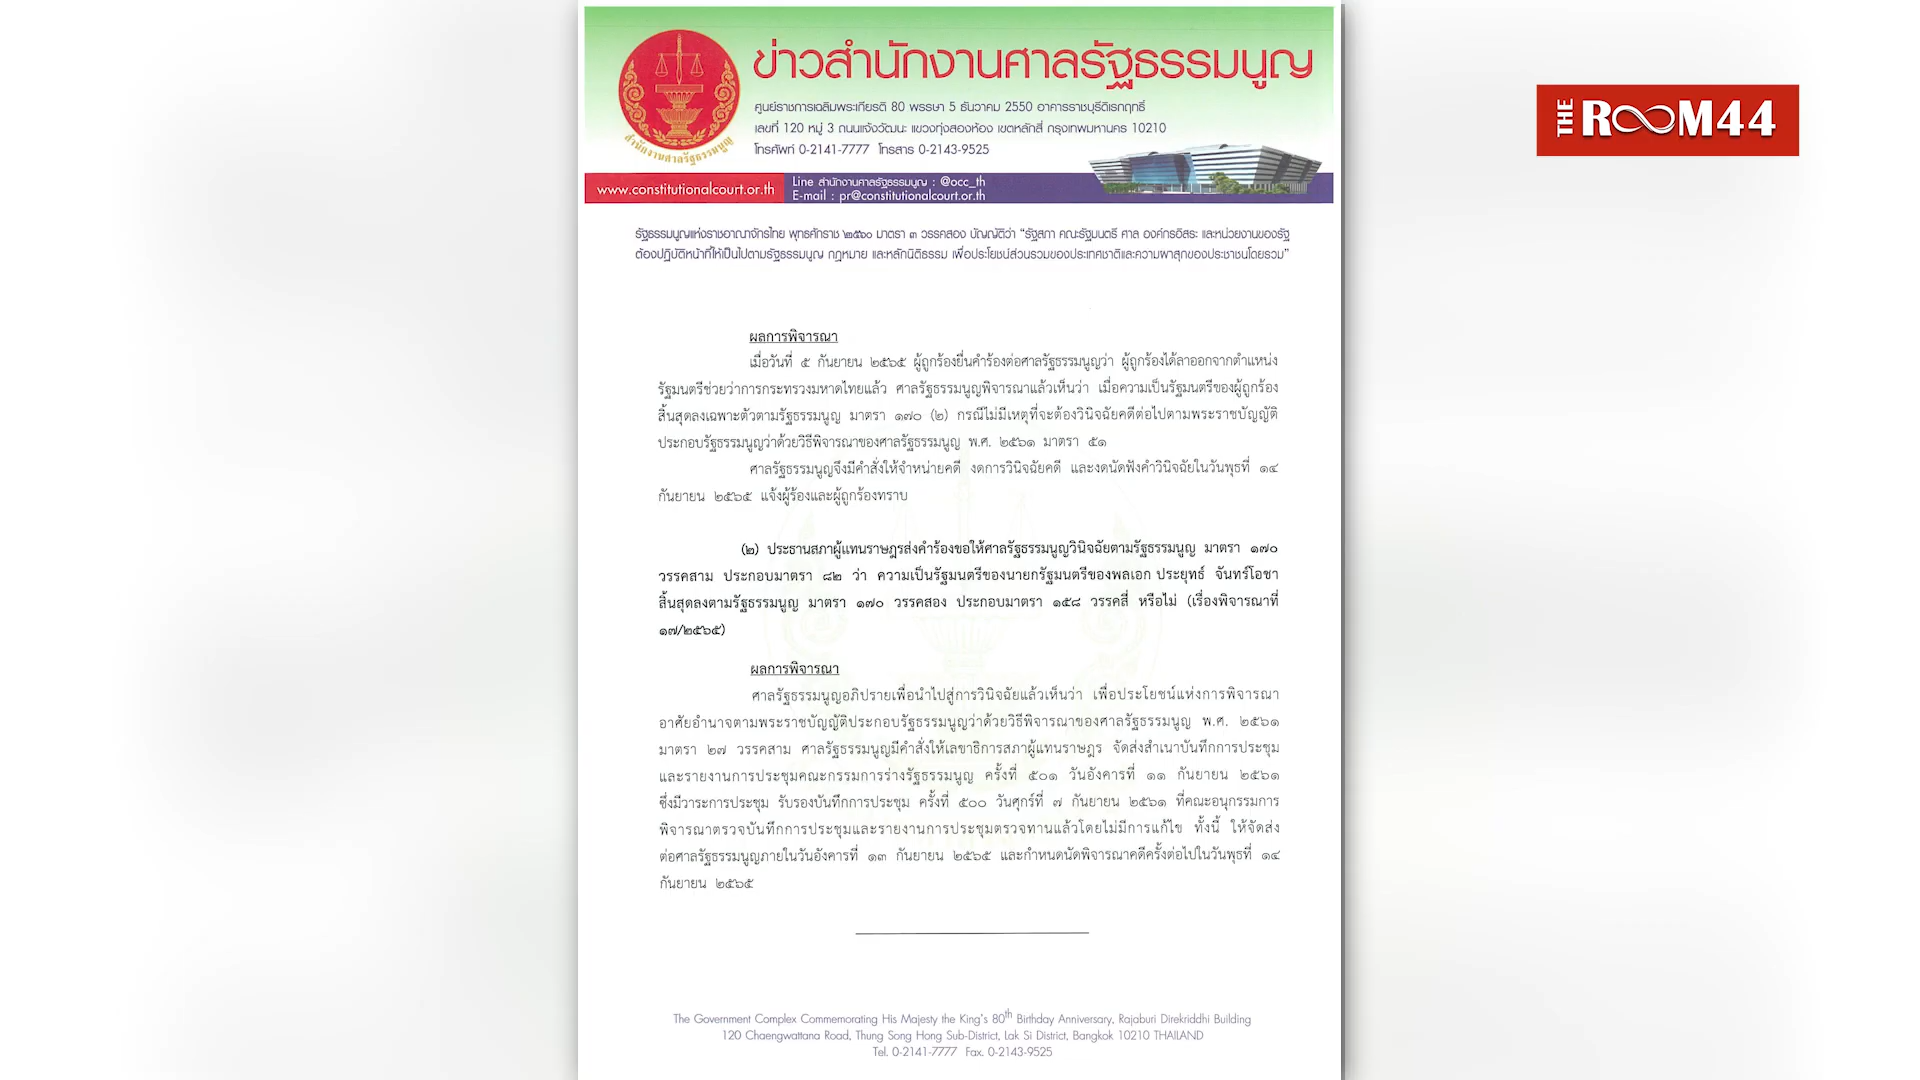 ข่าวสำนักงานศาลรัฐธรรมนูญ
ศูนย์ราชการเฉลิมพระเกียรติ 80 พรรษา 5 ธันวาคม 2550 อาคารราชบุรีดิเรกฤทธิ์
เลขที่ 120 หมู่ 3 ถนนแจ้งวัฒนะ แขวงทุ่งสองห้อง เขตหลักสี่ กรุงเทพมหานคร 10210
โทรศัพท์ 0-2141-7777 โทรสาร 0-2143-9525
สำนักงานศาลรัฐธรรมนูญ
www.constitutionalcourt.or.th
Line สำนักงานศาลรัฐธรรมนูญ : @occ_th
E-mail : pr@constitutionalcourt.or.th
THE ROOM44
รัฐธรรมนูญแห่งราชอาณาจักรไทย พุทธศักราช ๒๕๖๐ มาตรา ๓ วรรคสอง บัญญัติว่า “รัฐสภา คณะรัฐมนตรี ศาล องค์กรอิสระ และหน่วยงานของรัฐ
ต้องปฏิบัติหน้าที่ให้เป็นไปตามรัฐธรรมนูญ กฎหมาย และหลักนิติธรรม เพื่อประโยชน์ส่วนรวมของประเทศชาติและความผาสุกของประชาชนโดยรวม”
ผลการพิจารณา
เมื่อวันที่ ๕ กันยายน ๒๕๖๕ ผู้ถูกร้องยื่นคำร้องต่อศาลรัฐธรรมนูญว่า ผู้ถูกร้องได้ลาออกจากตำแหน่ง
รัฐมนตรีช่วยว่าการกระทรวงมหาดไทยแล้ว ศาลรัฐธรรมนูญพิจารณาแล้วเห็นว่า เมื่อความเป็นรัฐมนตรีของผู้ถูกร้อง
สิ้นสุดลงเฉพาะตัวตามรัฐธรรมนูญ มาตรา ๑๗๐ (๒) กรณีไม่มีเหตุที่จะต้องวินิจฉัยคดีต่อไปตามพระราชบัญญัติ
ประกอบรัฐธรรมนูญว่าด้วยวิธีพิจารณาของศาลรัฐธรรมนูญ พ.ศ. ๒๕๖๑ มาตรา ๕๑
ศาลรัฐธรรมนูญจึงมีคำสั่งให้จำหน่ายคดี งดการวินิจฉัยคดี และงดนัดฟังคำวินิจฉัยในวันพุธที่ ๑๔
กันยายน ๒๕๖๕ แจ้งผู้ร้องและผู้ถูกร้องทราบ
(๒) ประธานสภาผู้แทนราษฎรส่งคำร้องขอให้ศาลรัฐธรรมนูญวินิจฉัยตามรัฐธรรมนูญ มาตรา ๑๗๐
วรรคสาม ประกอบมาตรา ๘๒ ว่า ความเป็นรัฐมนตรีของนายกรัฐมนตรีของพลเอก ประยุทธ์ จันทร์โอชา
สิ้นสุดลงตามรัฐธรรมนูญ มาตรา ๑๗๐ วรรคสอง ประกอบมาตรา ๑๕๘ วรรคสี่ หรือไม่ (เรื่องพิจารณาที่
๑๗/๒๕๖๕)
ผลการพิจารณา
ศาลรัฐธรรมนูญอภิปรายเพื่อนำไปสู่การวินิจฉัยแล้วเห็นว่า เพื่อประโยชน์แห่งการพิจารณา
อาศัยอำนาจตามพระราชบัญญัติประกอบรัฐธรรมนูญว่าด้วยวิธีพิจารณาของศาลรัฐธรรมนูญ พ.ศ. ๒๕๖๑
มาตรา ๒๗ วรรคสาม ศาลรัฐธรรมนูญมีคำสั่งให้เลขาธิการสภาผู้แทนราษฎร จัดส่งสำเนาบันทึกการประชุม
และรายงานการประชุมคณะกรรมการร่างรัฐธรรมนูญ ครั้งที่ ๕๐๑ วันอังคารที่ ๑๑ กันยายน ๒๕๖๑
ซึ่งมีวาระการประชุม รับรองบันทึกการประชุม ครั้งที่ ๕๐๐ วันศุกร์ที่ ๗ กันยายน ๒๕๖๑ ที่คณะอนุกรรมการ
พิจารณาตรวจบันทึกการประชุมและรายงานการประชุมตรวจทานแล้วโดยไม่มีการแก้ไข ทั้งนี้ ให้จัดส่ง
ต่อศาลรัฐธรรมนูญภายในวันอังคารที่ ๑๓ กันยายน ๒๕๖๕ และกำหนดนัดพิจารณาคดีครั้งต่อไปในวันพุธที่ ๑๔
กันยายน ๒๕๖๕
The Government Complex Commemorating His Majesty the King's 80th Birthday Anniversary, Rajaburi Direkriddhi Building
120 Chaengwattana Road, Thung Song Hong Sub-District, Lak Si District, Bangkok 10210 THAILAND
Tel. 0-2141-7777 Fax. 0-2143-9525